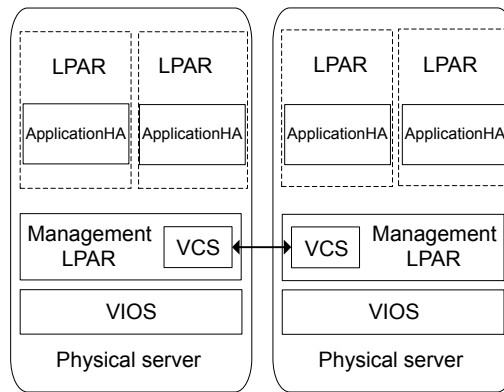 LPAR
LPAR
ApplicationHA
ApplicationHA
Management
LPAR
VCS
VIOS
Physical server
LPAR
LPAR
ApplicationHA
ApplicationHA
VCS
Management
LPAR
VIOS
Physical server